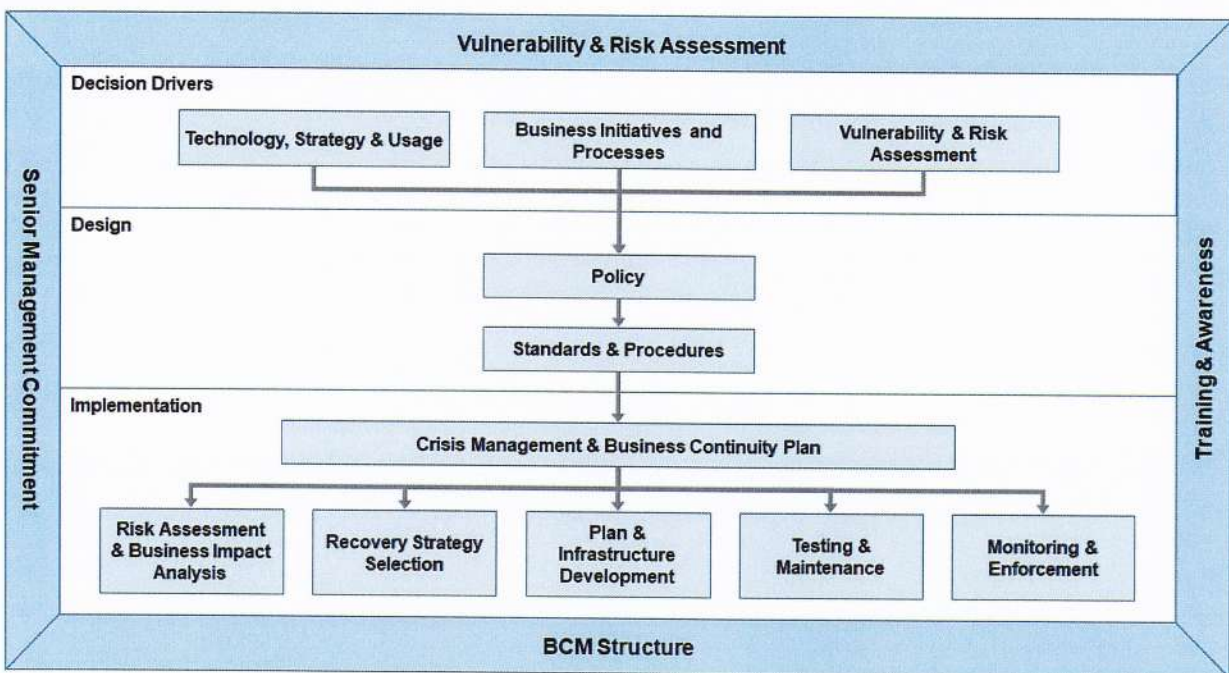 Vulnerability & Risk Assessment
Decision Drivers
Technology, Strategy & Usage
Business Initiatives and
Processes
Vulnerability & Risk
Assessment
Senior Management Commitment
Training & Awareness
Design
Policy
Standards & Procedures
Implementation
Crisis Management & Business Continuity Plan
Risk Assessment
& Business Impact
Analysis
Recovery Strategy
Selection
Plan &
Infrastructure
Development
Testing &
Maintenance
Monitoring &
Enforcement
BCM Structure